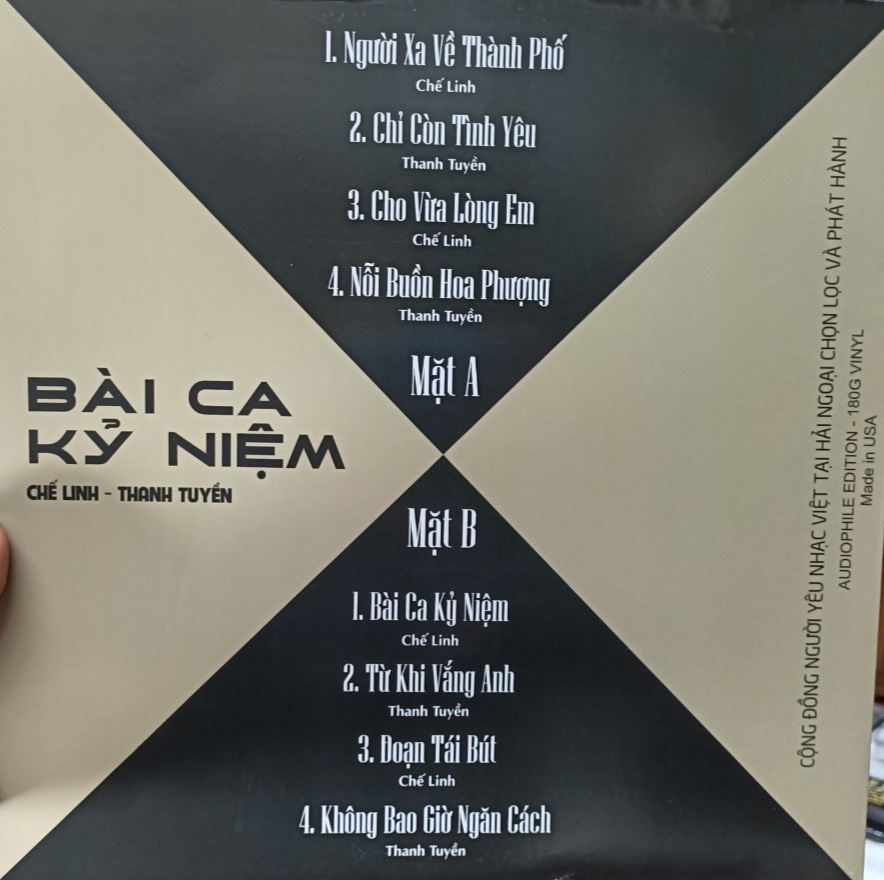 1. Người Xa Về Thành Phố
Chế Linh
2. Chỉ Còn Tình Yêu
Thanh Tuyền
3. Cho Vừa Lòng Em
Chế Linh
4. Nỗi Buồn Hoa Phượng
Thanh Tuyền
Mặt A
BÀI CA
KỶ NIỆM
CHẾ LINH - THANH TUYỀN
Mặt B
1. Bài Ca Kỷ Niệm
Chế Linh
2. Từ Khi Vắng Anh
Thanh Tuyền
3. Đoạn Tái Bút
Chế Linh
4. Không Bao Giờ Ngăn Cách
Thanh Tuyền
CỘNG ĐỒNG NGƯỜI YÊU NHẠC VIỆT TẠI HẢI NGOẠI CHỌN LỌC VÀ PHÁT HÀNH
AUDIOPHILE EDITION - 180G VINYL
Made in USA